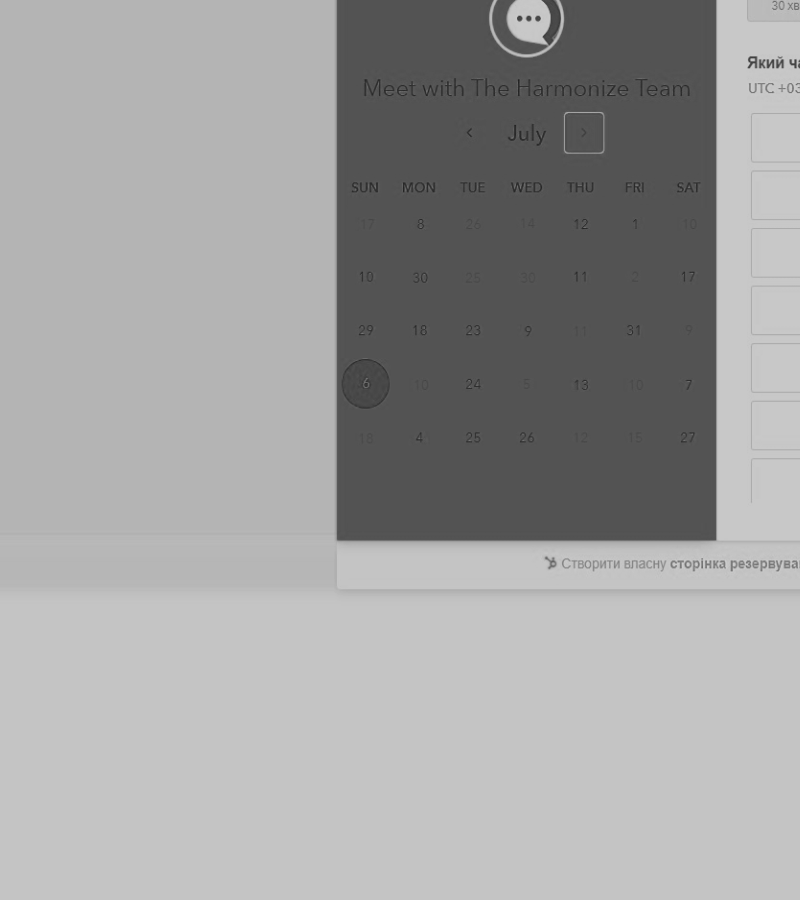 30 хв
Який ча
UTC +03
Meet with The Harmonize Team
July
SUN MON TUE WED THU FRI SAT
17 8 26 14 12 1 10
10 30 25 30 11 2 17
29 18 23 9 11 31 9
6 10 24 5 13 10 7
18 4 25 26 12 15 27
Створити власну сторінка резервува